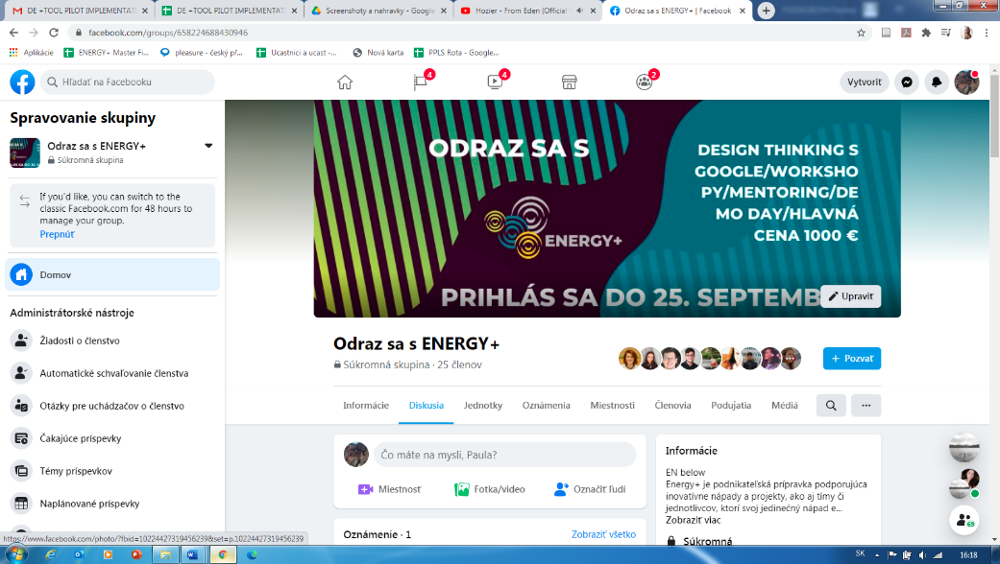 DE +TOOL PILOT IMPLEMENTAT
DE +TOOL PILOT IMPLEMENTAT
Screenshoty a nahravky - Google
Hozier - From Eden (Official
Odraz sa s ENERGY+ | Facebook
facebook.com/groups/658224688430946
Aplikácie
ENERGY+ Master Fi...
pleasure - český př...
Ucastnici a ucast -...
Nová karta
PPLS Rota - Google...
Hľadať na Facebooku
4
4
2
Vytvoriť
Spravovanie skupiny
Odraz sa s ENERGY+
Súkromná skupina
If you'd like, you can switch to the
classic Facebook.com for 48 hours to
manage your group.
Prepnúť
Domov
Administrátorské nástroje
Žiadosti o členstvo
Automatické schvaľovanie členstva
Otázky pre uchádzačov o členstvo
Čakajúce príspevky
Témy príspevkov
Naplánované príspevky
ODRAZ SA S
DESIGN THINKING S
GOOGLE/WORKSHO
PY/MENTORING/DE
MO DAY/HLAVNÁ
CENA 1000 €
ENERGY+
PRIHLÁS SA DO 25. SEPTEMB
Upraviť
Odraz sa s ENERGY+
Súkromná skupina · 25 členov
+ Pozvať
Informácie
Diskusia
Jednotky
Oznámenia
Miestnosti
Členovia
Podujatia
Médiá
Čo máte na mysli, Paula?
Miestnosť
Fotka/video
Označiť ľudí
Oznámenie · 1
Zobraziť všetko
Informácie
EN below
Energy+ je podnikateľská prípravka podporujúca
inovatívne nápady a projekty, ako aj tímy či
jednotlivcov, ktorí svoj jedinečný nápad e...
Zobraziť viac
Súkromná
69
https://www.facebook.com/photo/?fbid=10224427319456239&set=p.10224427319456239
SK
16:18